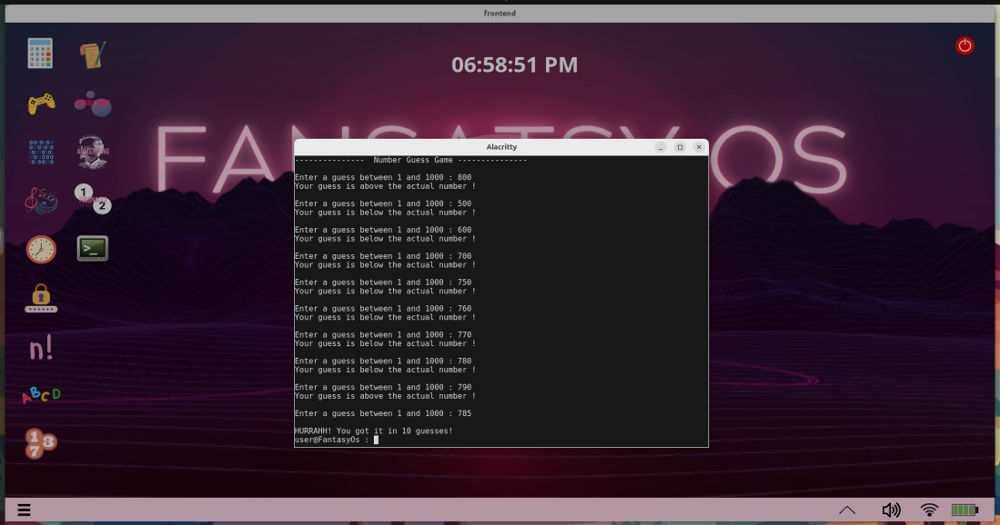 frontend
06:58:51 PM
FANSATSY OS
Alacritty
--------------- Number Guess Game ---------------
Enter a guess between 1 and 1000 : 800
Your guess is above the actual number !
Enter a guess between 1 and 1000 : 500
Your guess is below the actual number !
Enter a guess between 1 and 1000 : 600
Your guess is below the actual number !
Enter a guess between 1 and 1000 : 700
Your guess is below the actual number !
Enter a guess between 1 and 1000 : 750
Your guess is below the actual number !
Enter a guess between 1 and 1000 : 760
Your guess is below the actual number !
Enter a guess between 1 and 1000 : 770
Your guess is below the actual number !
Enter a guess between 1 and 1000 : 780
Your guess is below the actual number !
Enter a guess between 1 and 1000 : 790
Your guess is above the actual number !
Enter a guess between 1 and 1000 : 785
HURRAHH! You got it in 10 guesses!
user@FantasyOs :
ARMSTRONG
1
2
>_
n!
ABCD
1 3
7